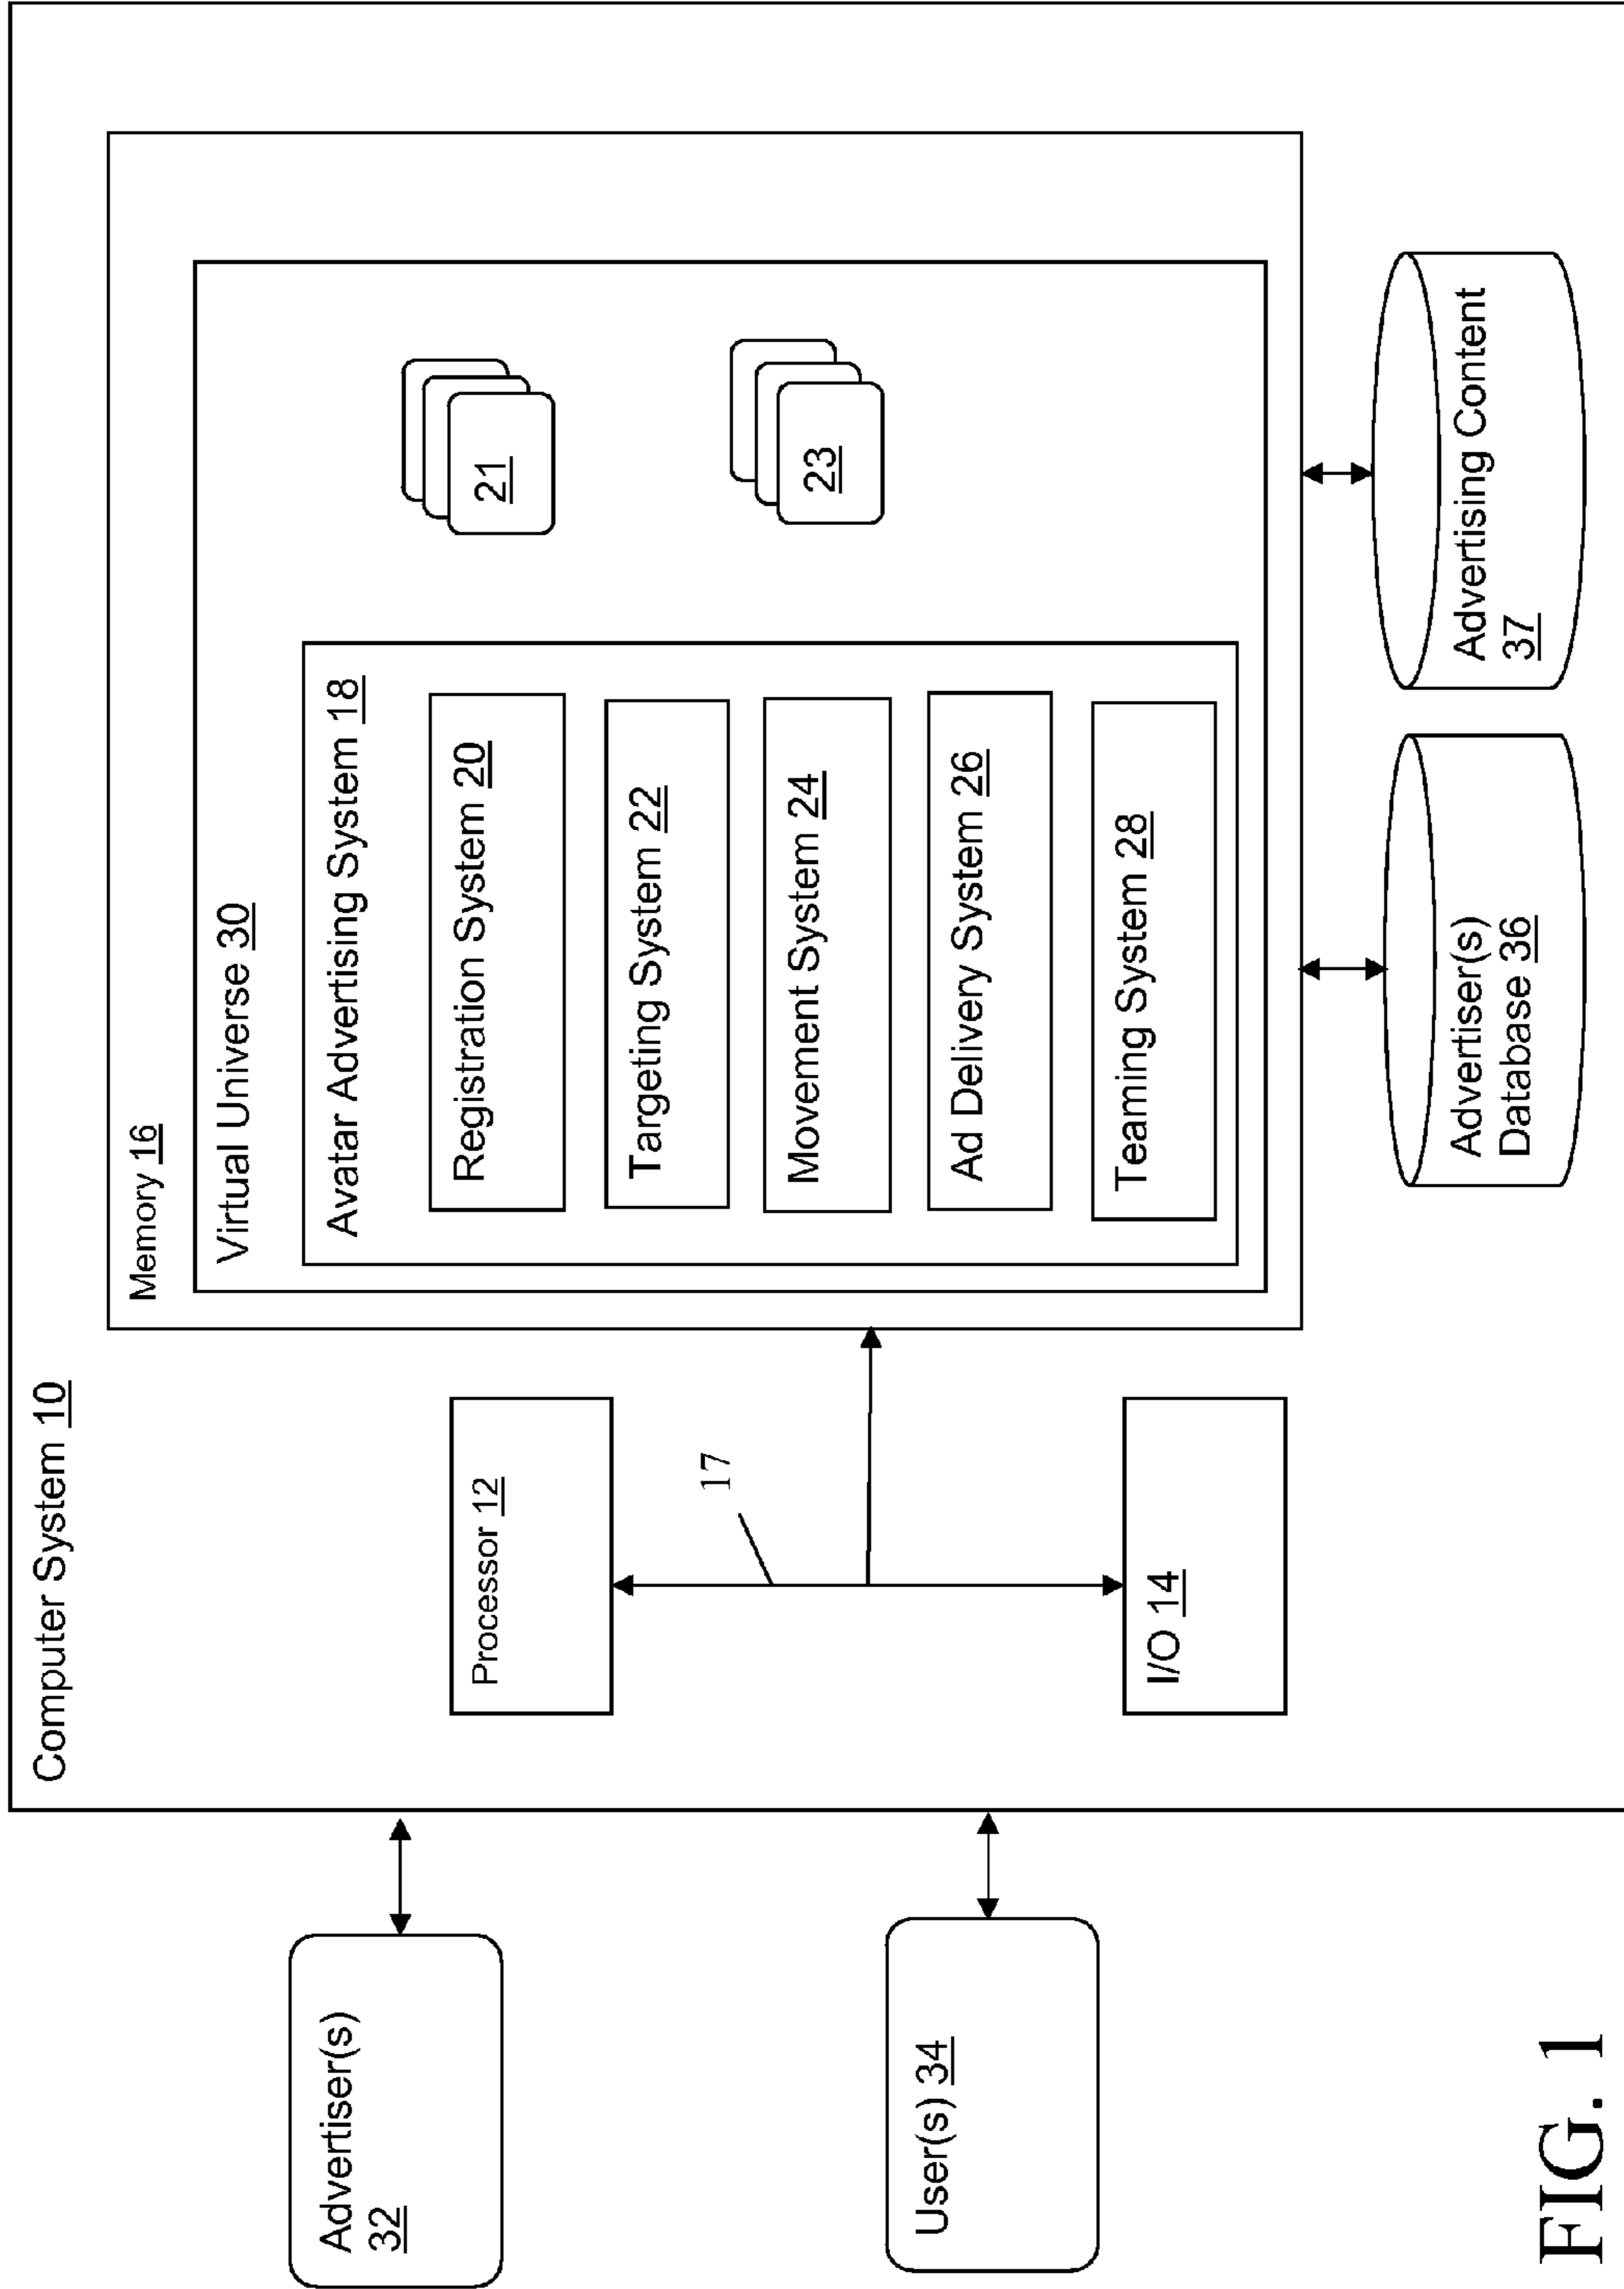 Computer System 10
Advertiser(s)
32
User(s) 34
Processor 12
17
I/O 14
Memory 16
Virtual Universe 30
Avatar Advertising System 18
Registration System 20
Targeting System 22
Movement System 24
Ad Delivery System 26
Teaming System 28
21
23
Advertiser(s)
Database 36
Advertising Content
37
FIG. 1